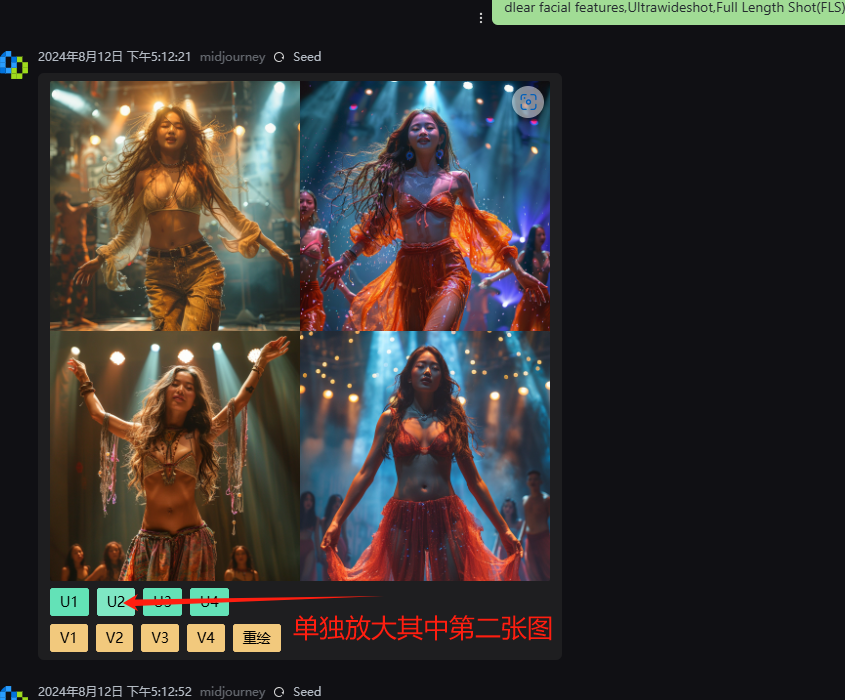 dlear facial features,Ultrawideshot,Full Length Shot(FLS)
2024年8月12日 下午5:12:21 midjourney Seed
U1 U2 U3 U4
V1 V2 V3 V4 重绘
单独放大其中第二张图
2024年8月12日 下午5:12:52 midjourney Seed